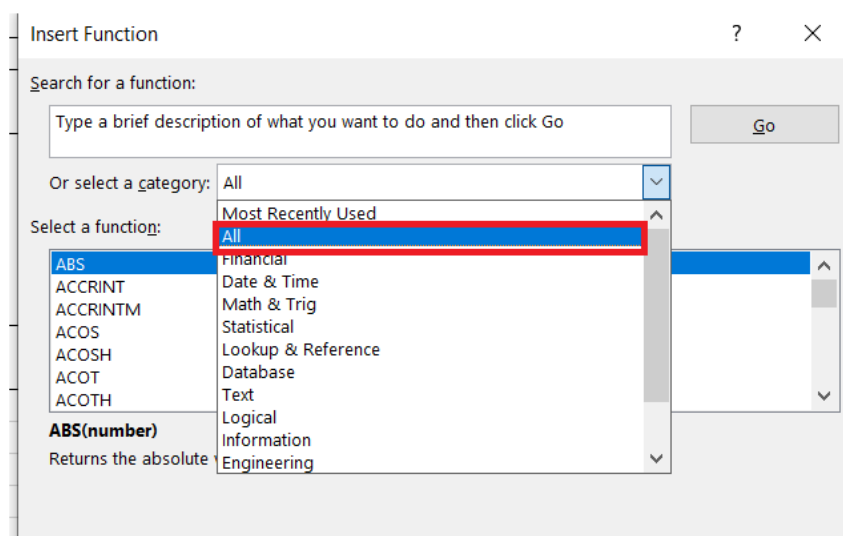 Insert Function
?
Search for a function:
Type a brief description of what you want to do and then click Go
Go
Or select a category:
All
Most Recently Used
All
Financial
Date & Time
Math & Trig
Statistical
Lookup & Reference
Database
Text
Logical
Information
Engineering
Select a function:
ABS
ACCRINT
ACCRINTM
ACOS
ACOSH
ACOT
ACOTH
ABS(number)
Returns the absolute